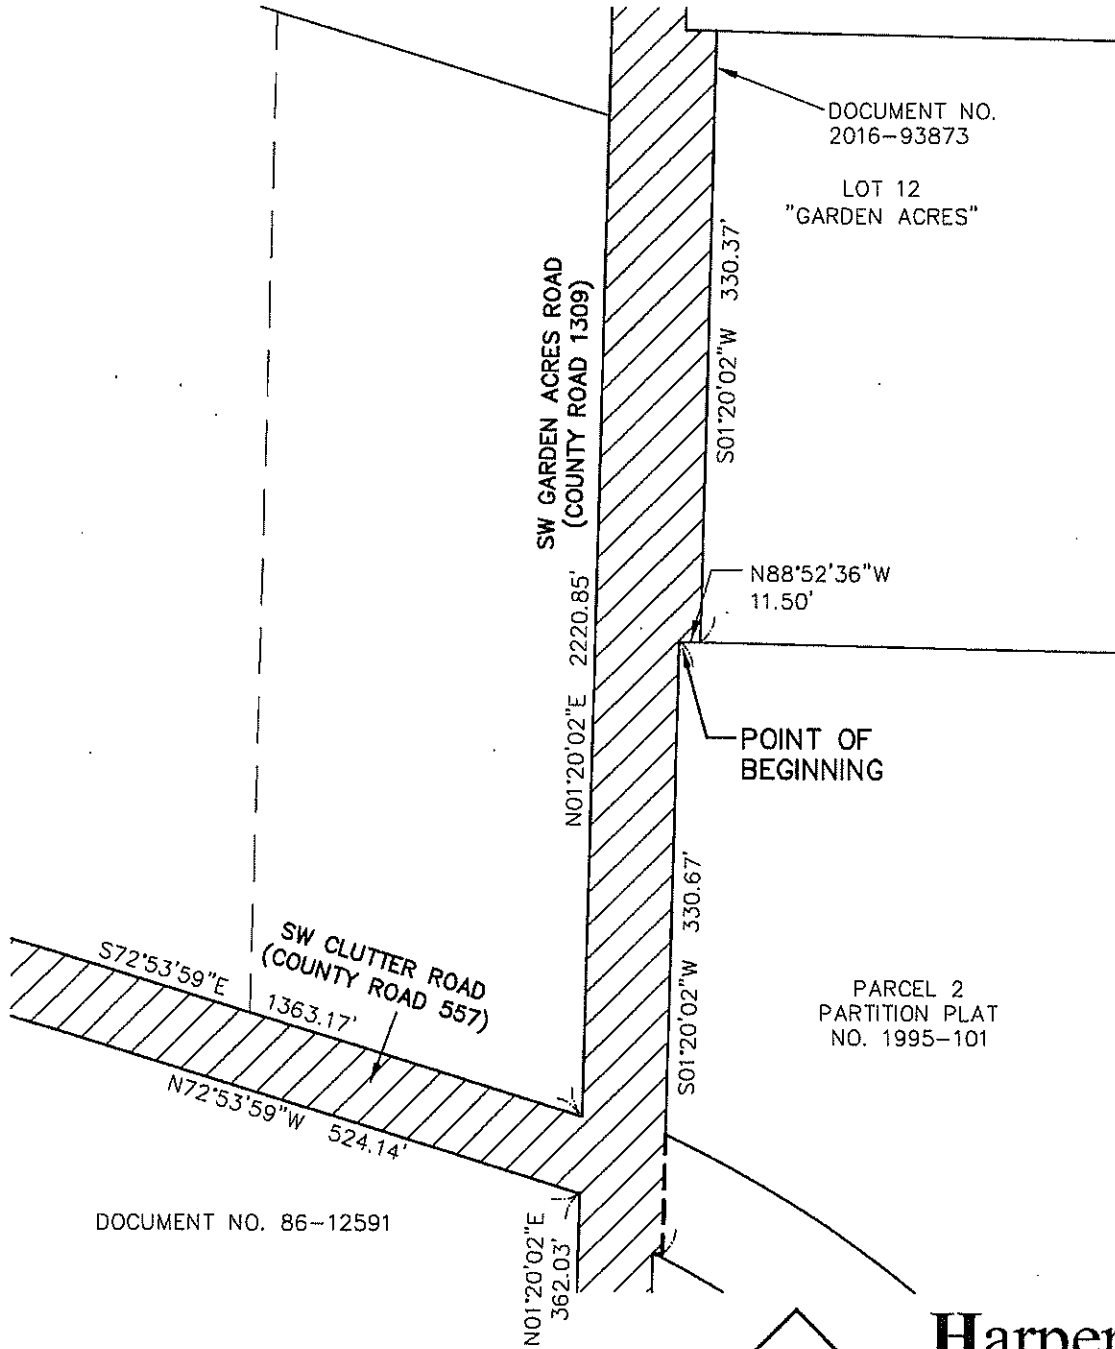 DOCUMENT NO.
2016-93873
LOT 12
"GARDEN ACRES"
SW GARDEN ACRES ROAD
(COUNTY ROAD 1309)
S01°20'02"W 330.37'
N88°52'36"W
11.50'
N01°20'02"E 2220.85'
POINT OF
BEGINNING
S01°20'02"W 330.67'
SW CLUTTER ROAD
(COUNTY ROAD 557)
S72°53'59"E 1363.17'
PARCEL 2
PARTITION PLAT
NO. 1995-101
N72°53'59"W 524.14'
DOCUMENT NO. 86-12591
N01°20'02"E
362.03'
Harper